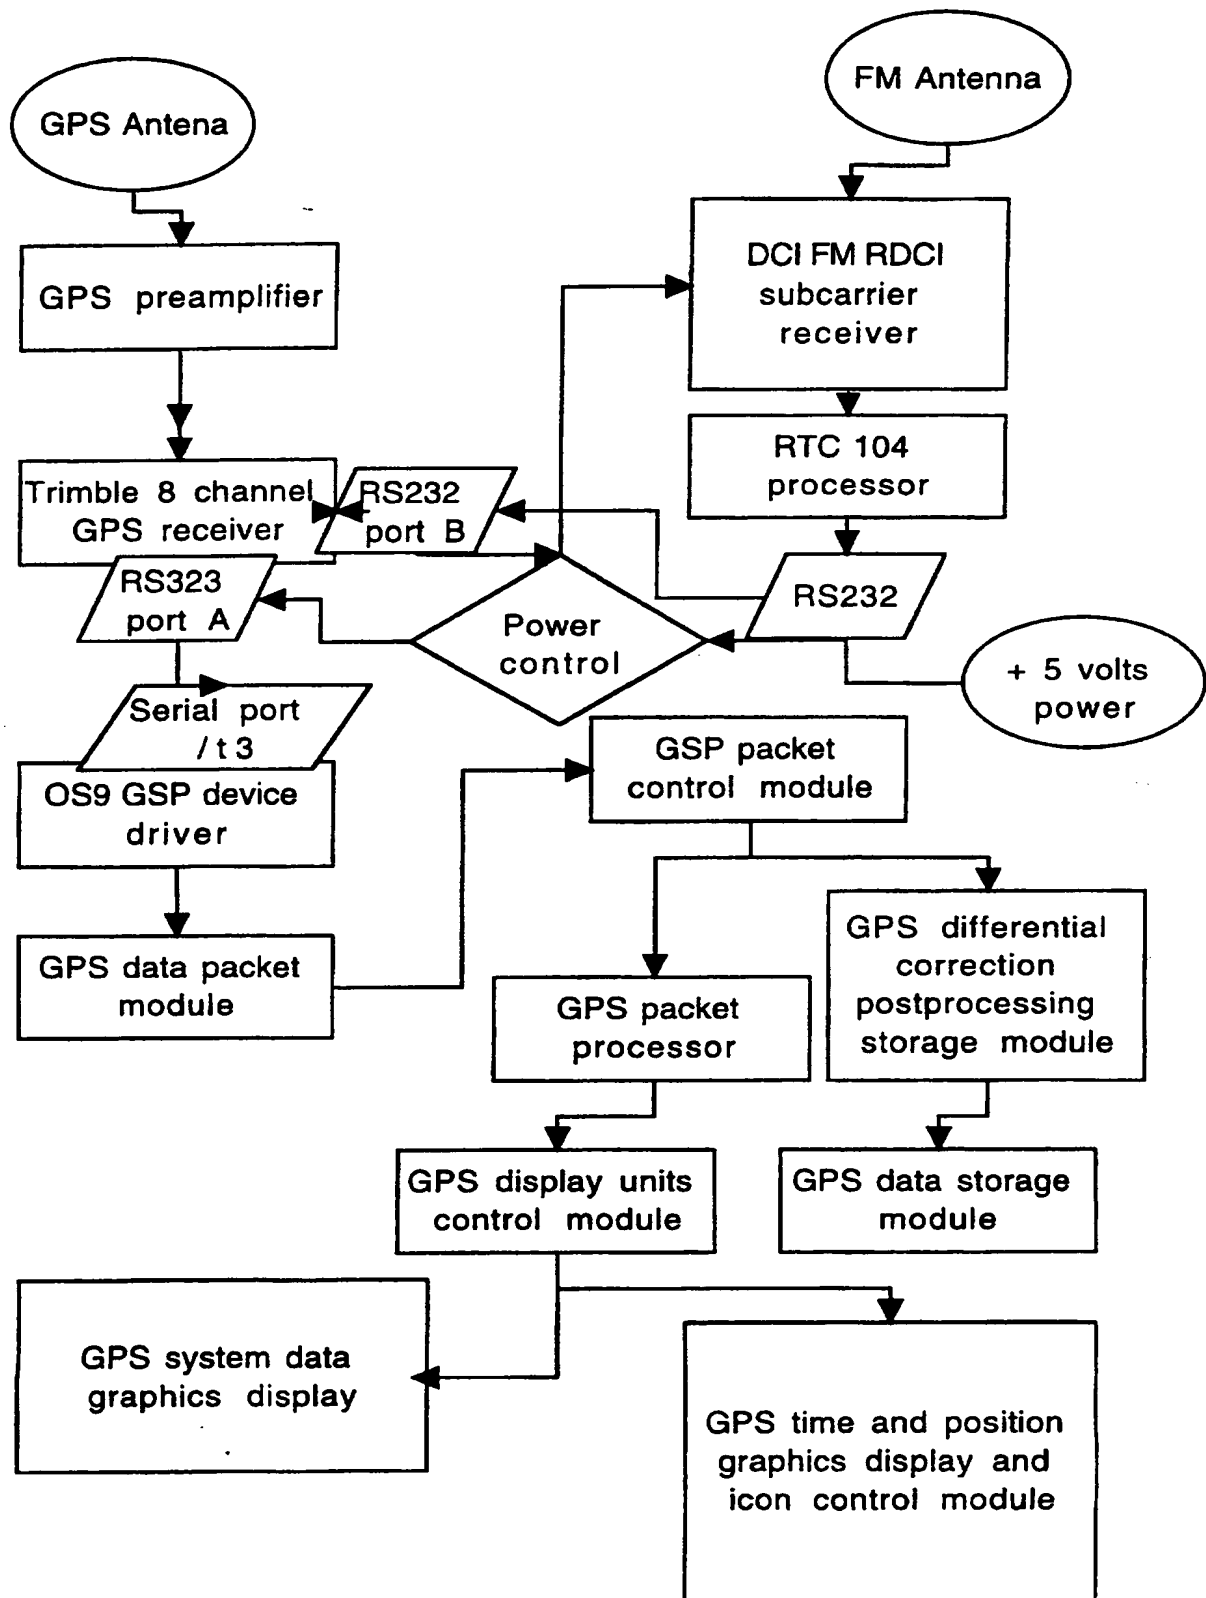 FM Antenna
GPS Antena
DCI FM RDCI
subcarrier
receiver
GPS preamplifier
RTC 104
processor
Trimble 8 channel
GPS receiver
RS232
port B
RS323
port A
RS232
Power
control
+ 5 volts
power
Serial port
/t3
GSP packet
control module
OS9 GSP device
driver
GPS data packet
module
GPS differential
correction
postprocessing
storage module
GPS packet
processor
GPS display units
control module
GPS data storage
module
GPS system data
graphics display
GPS time and position
graphics display and
icon control module